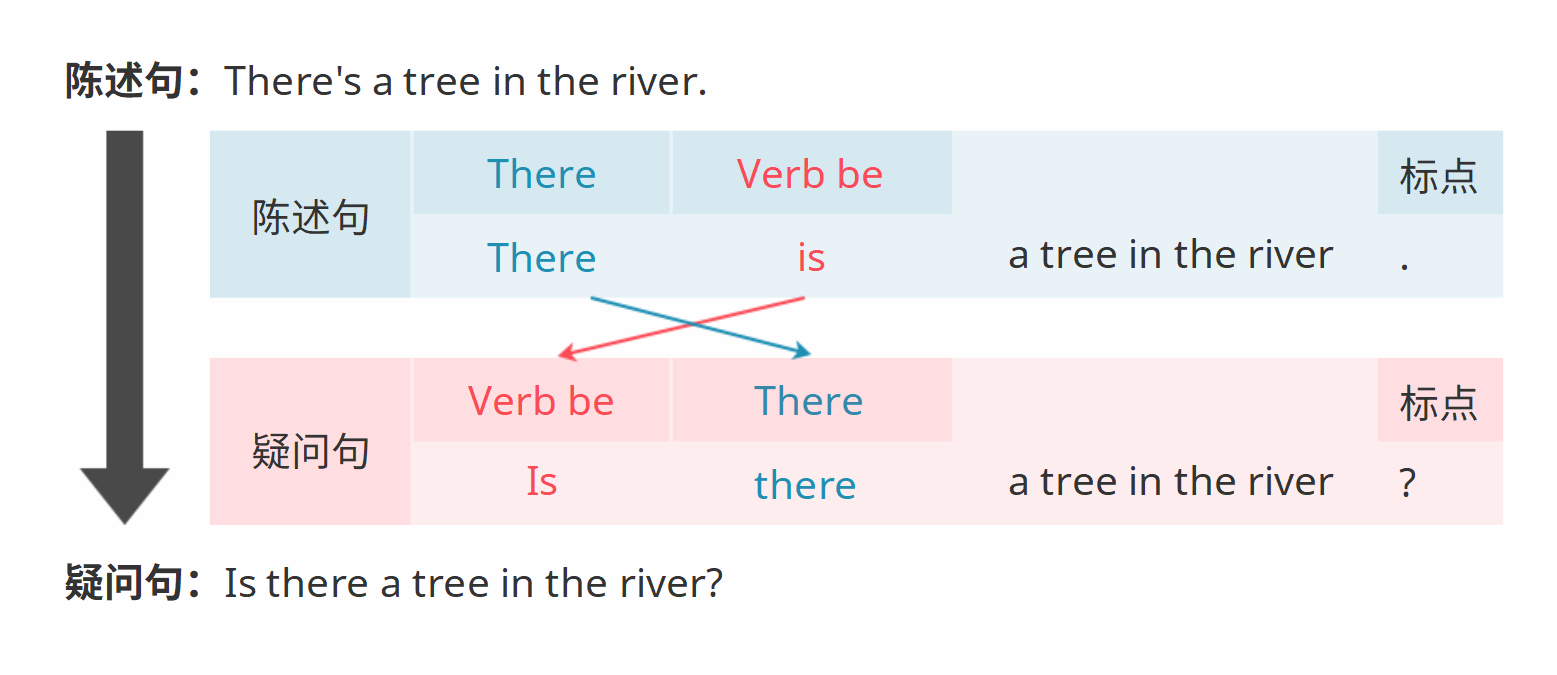 陈述句：There's a tree in the river.
There Verb be 标点
陈述句
There is a tree in the river .
Verb be There 标点
疑问句
Is there a tree in the river ?
疑问句：Is there a tree in the river?